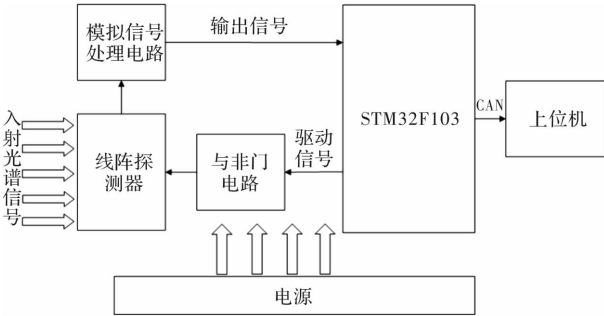 模拟信号
处理电路
输出信号
STM32F103
CAN
上位机
入射光谱信号
线阵探
测器
与非门
电路
驱动
信号
电源